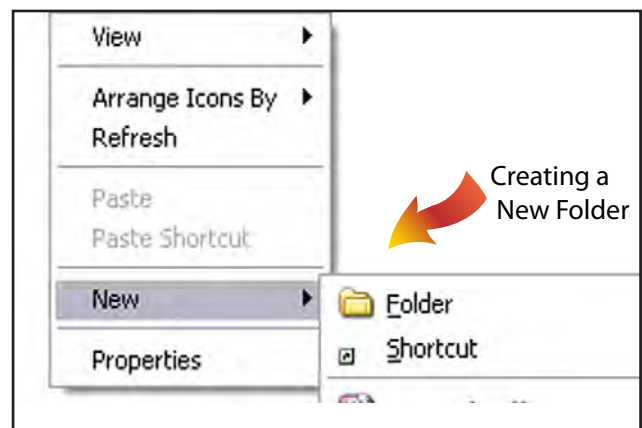 View
Arrange Icons By
Refresh
Paste
Paste Shortcut
New
Properties
Creating a
New Folder
Folder
Shortcut